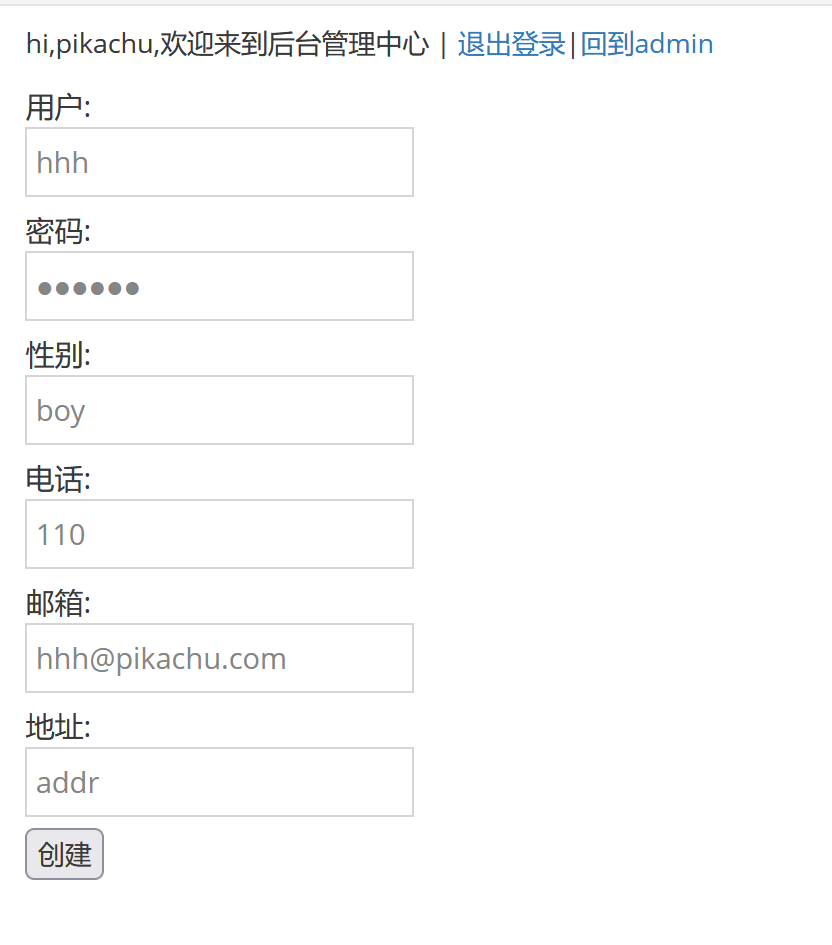 hi,pikachu,欢迎来到后台管理中心 | 退出登录|回到admin
用户:
hhh
密码:
●●●●●●
性别:
boy
电话:
110
邮箱:
hhh@pikachu.com
地址:
addr
创建